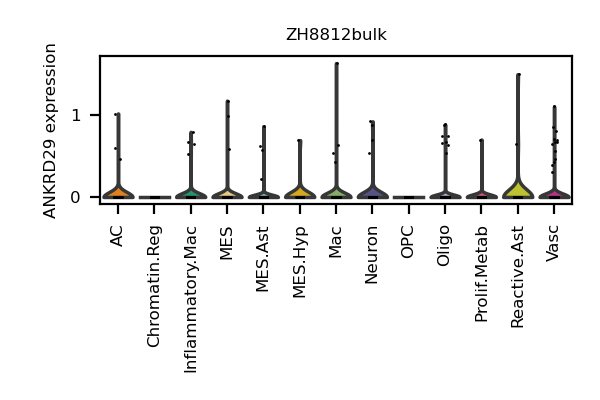 ZH8812bulk
ANKRD29 expression
1
0
AC
Chromatin.Reg
Inflammatory.Mac
MES
MES.Ast
MES.Hyp
Mac
Neuron
OPC
Oligo
Prolif.Metab
Reactive.Ast
Vasc